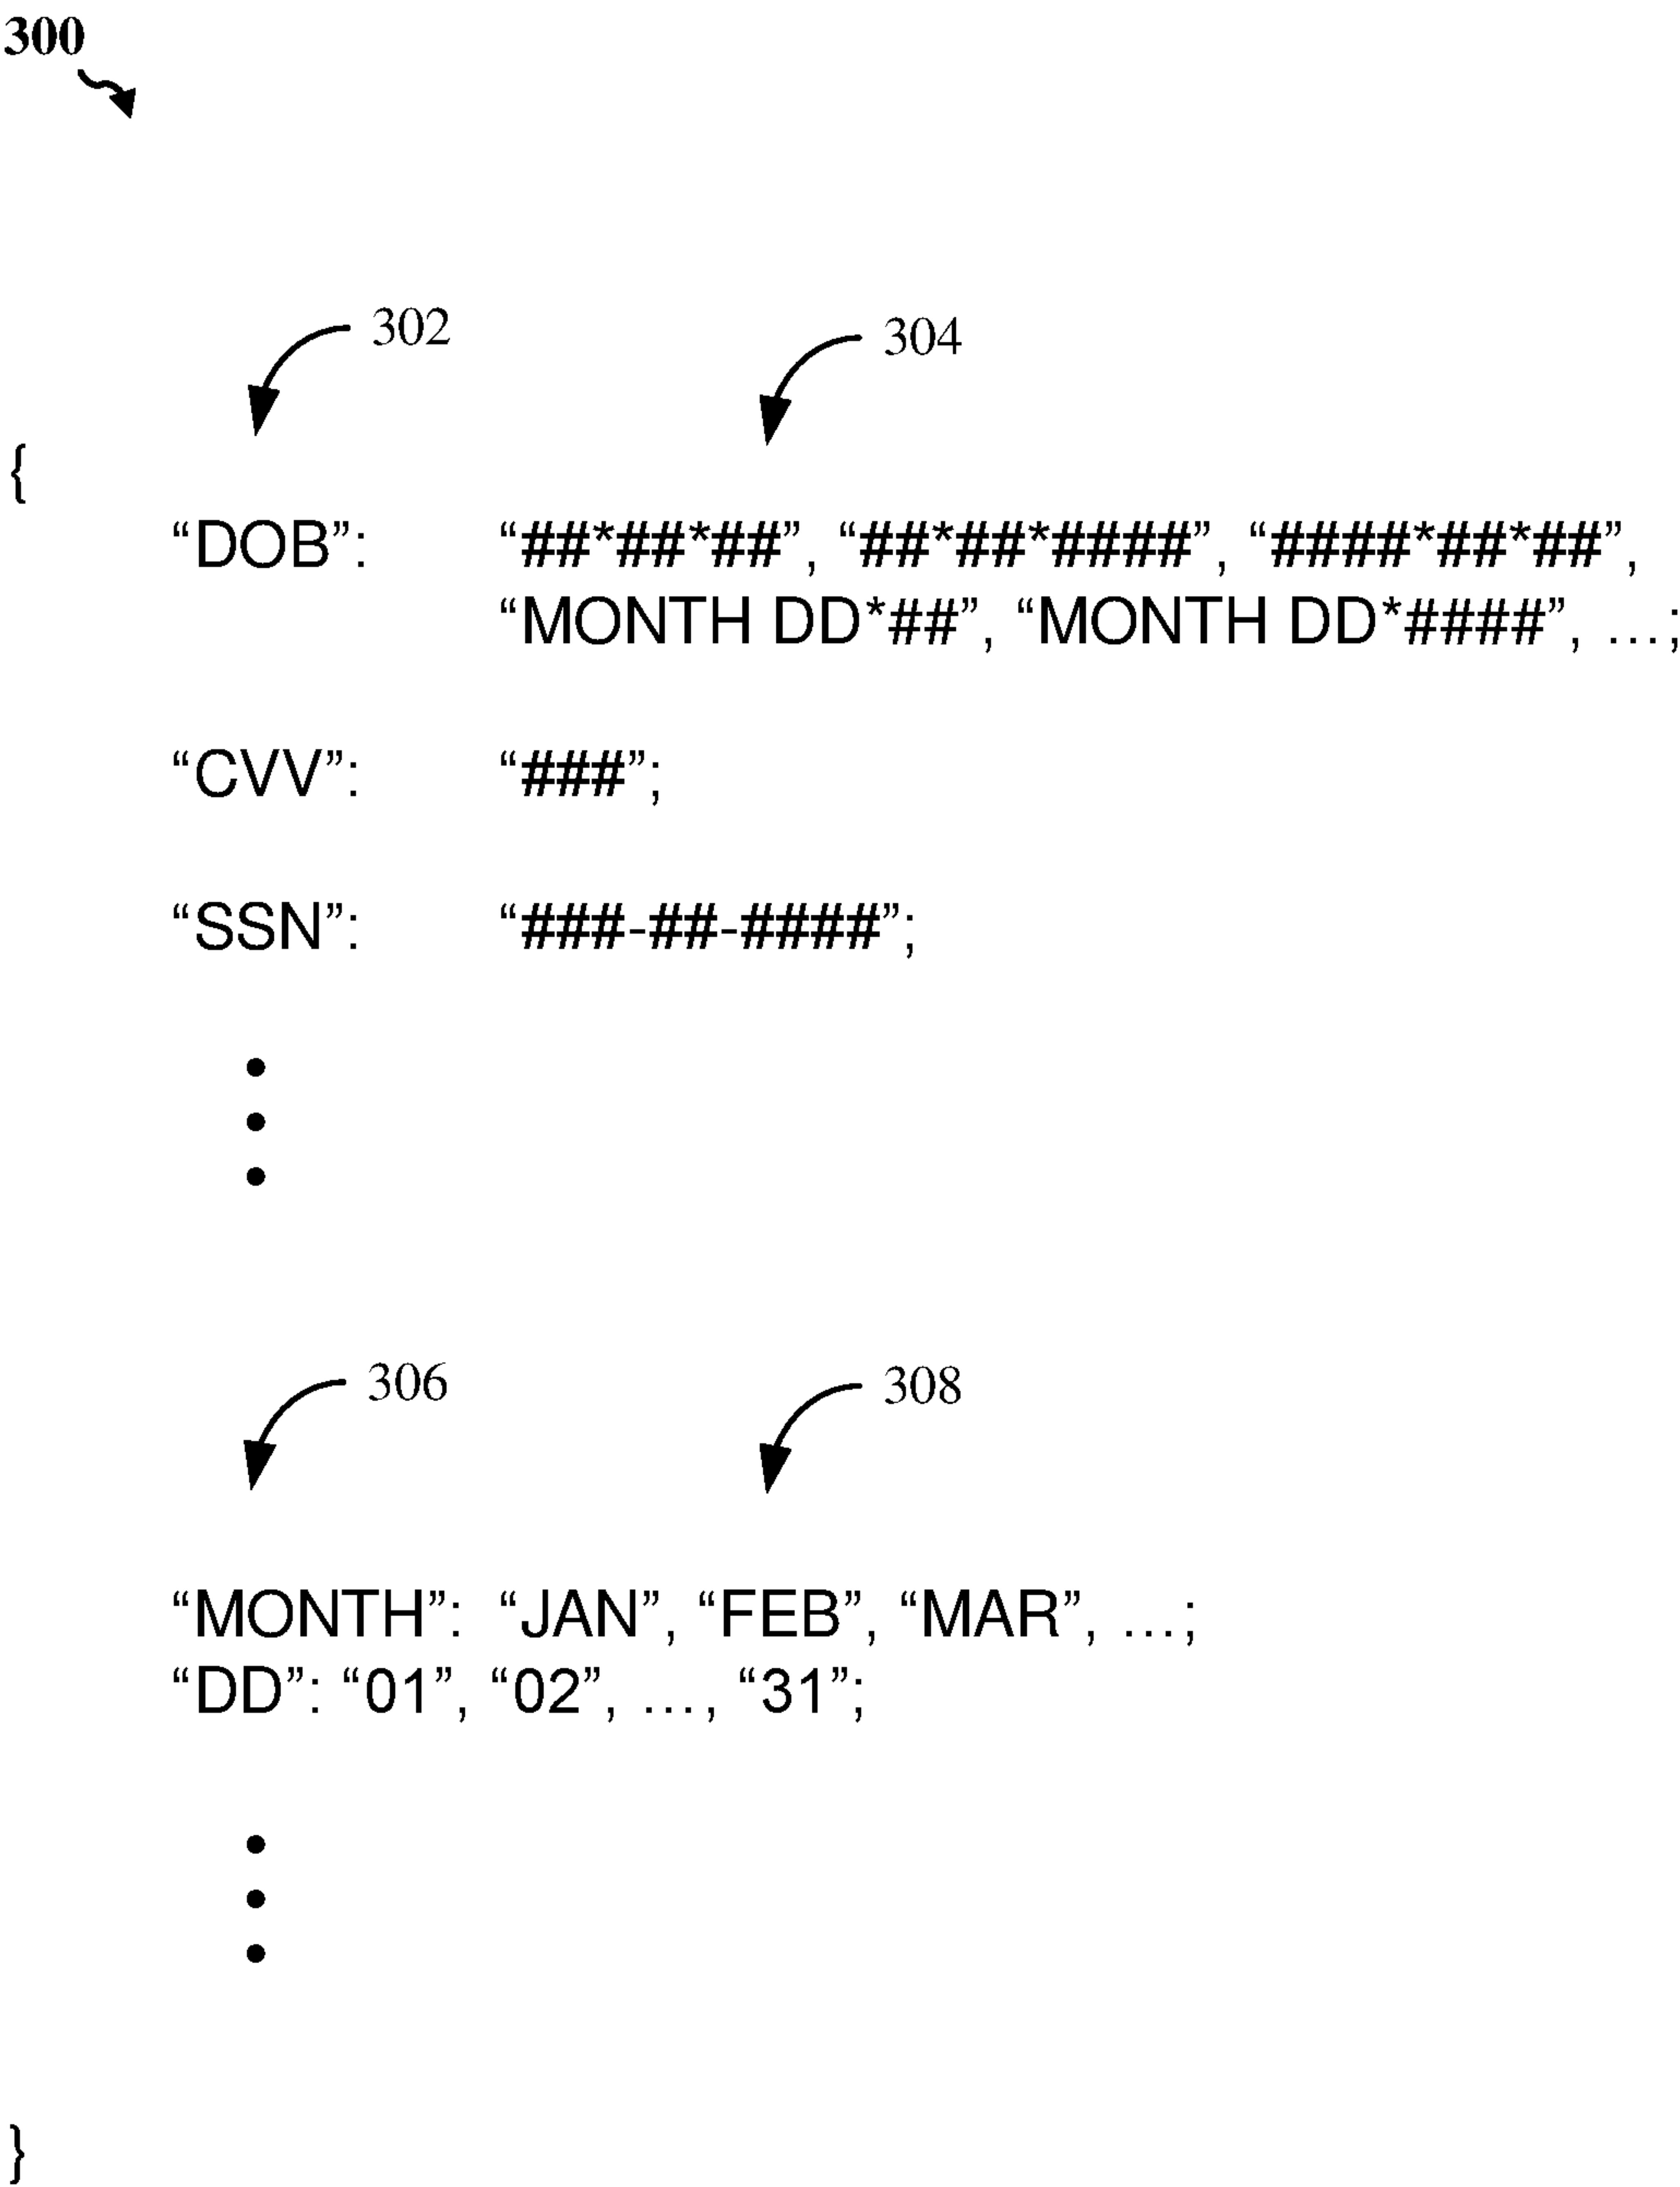 300
302 304
{
“DOB”: “##*##*##”, “##*##*####”, “####*##*##”,
“MONTH DD*##”, “MONTH DD*####”, …;
“CVV”: “###”;
“SSN”: “###-##-####”;
306 308
“MONTH”: “JAN”, “FEB”, “MAR”, …;
“DD”: “01”, “02”, …, “31”;
}